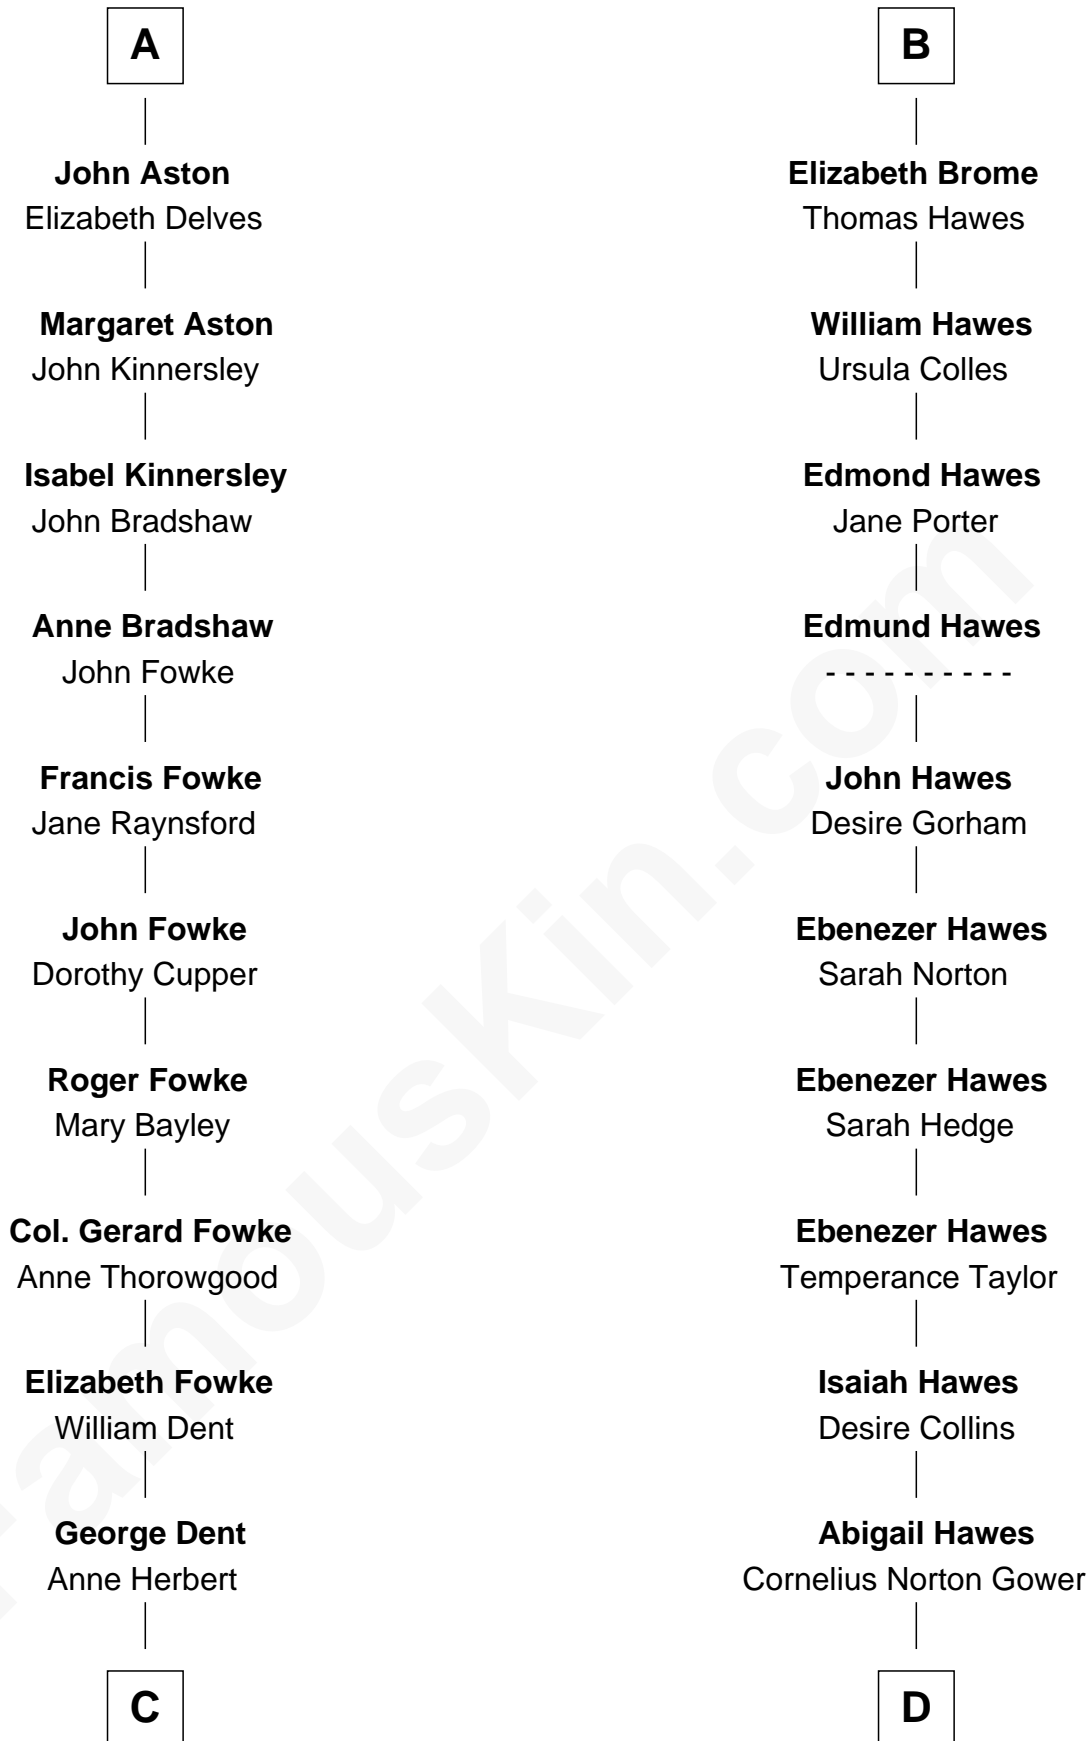 A
John Aston
Elizabeth Delves
Margaret Aston
John Kinnersley
Isabel Kinnersley
John Bradshaw
Anne Bradshaw
John Fowke
Francis Fowke
Jane Raynsford
John Fowke
Dorothy Cupper
Roger Fowke
Mary Bayley
Col. Gerard Fowke
Anne Thorowgood
Elizabeth Fowke
William Dent
George Dent
Anne Herbert
C
B
Elizabeth Brome
Thomas Hawes
William Hawes
Ursula Colles
Edmond Hawes
Jane Porter
Edmund Hawes
- - - - - - - - - -
John Hawes
Desire Gorham
Ebenezer Hawes
Sarah Norton
Ebenezer Hawes
Sarah Hedge
Ebenezer Hawes
Temperance Taylor
Isaiah Hawes
Desire Collins
Abigail Hawes
Cornelius Norton Gower
D
FamousKin.com